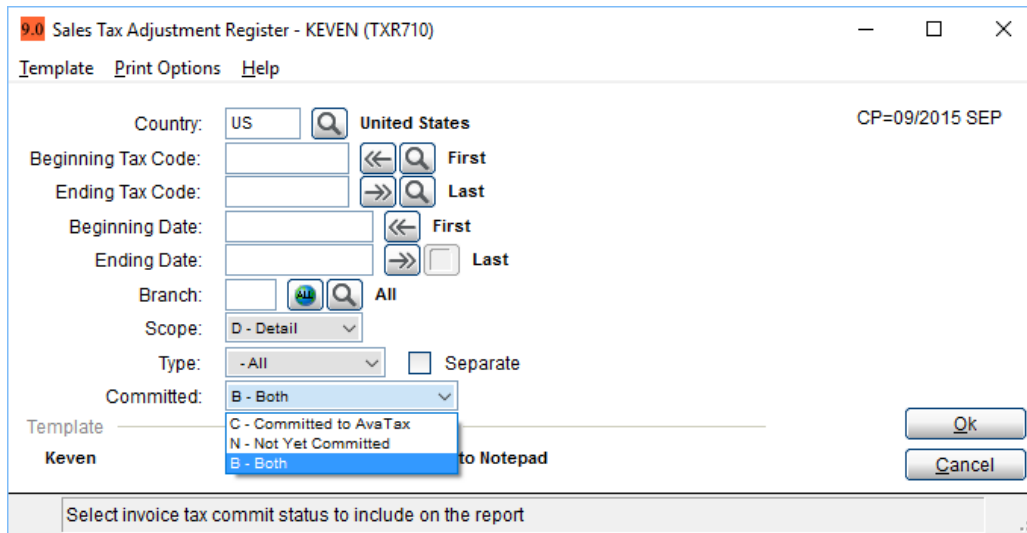 9.0 Sales Tax Adjustment Register - KEVEN (TXR710)
Template Print Options Help
Country: US United States CP=09/2015 SEP
Beginning Tax Code: First
Ending Tax Code: Last
Beginning Date: First
Ending Date: Last
Branch: ALL All
Scope: D - Detail
Type: - All Separate
Committed: B - Both
C - Committed to AvaTax
N - Not Yet Committed
B - Both
Template
Keven to Notepad
Ok
Cancel
Select invoice tax commit status to include on the report